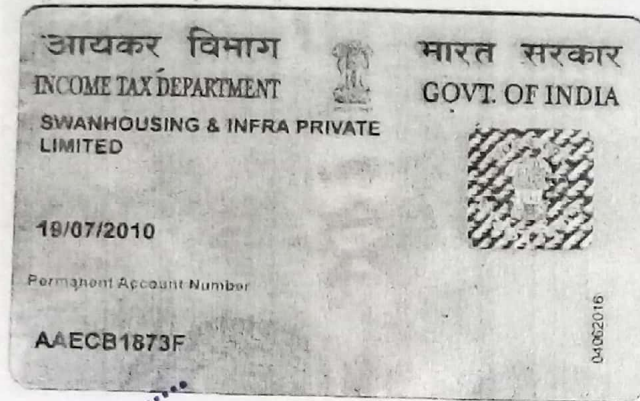 आयकर विभाग
भारत सरकार
INCOME TAX DEPARTMENT
GOVT. OF INDIA
SWANHOUSING & INFRA PRIVATE
LIMITED
19/07/2010
Permanent Account Number
AAECB1873F
04062016